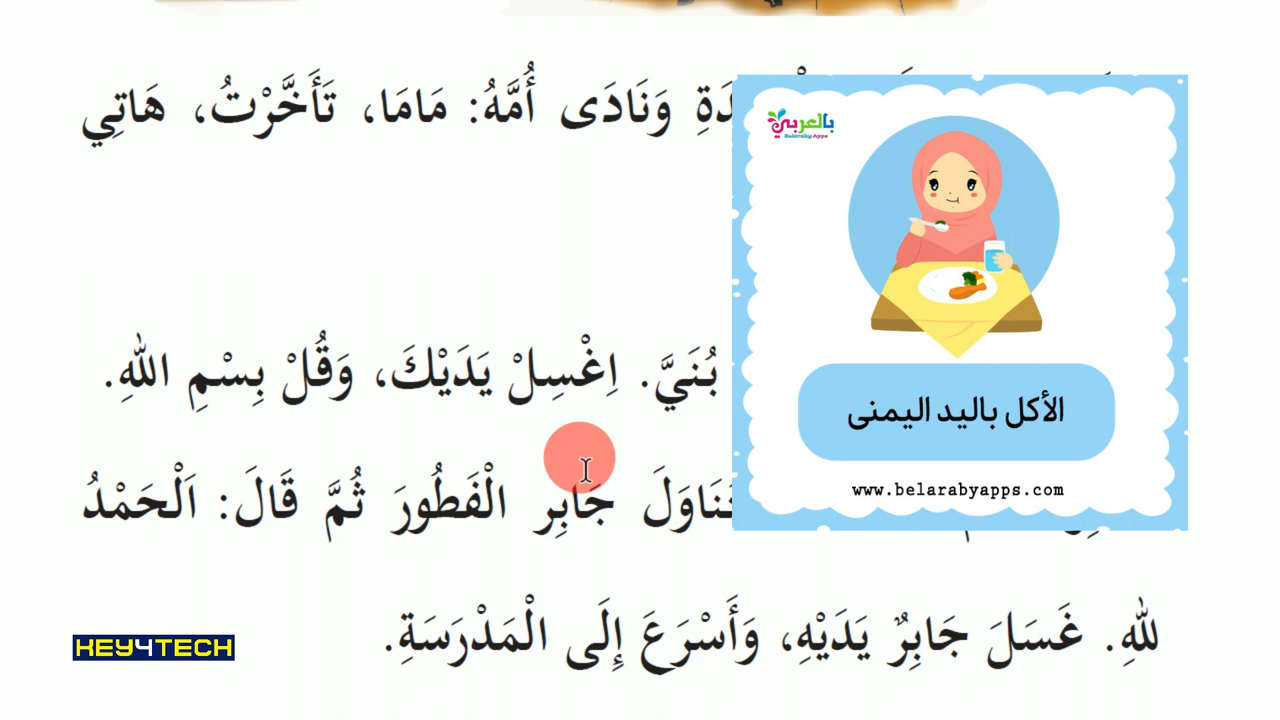 وَنَادَى أُمَّهُ: مَامَا، تَأَخَّرْتُ، هَاتِي
بُنَيَّ. اِغْسِلْ يَدَيْكَ، وَقُلْ بِسْمِ اللهِ.
جَابِر الْفَطُورَ ثُمَّ قَالَ: اَلْحَمْدُ
للهِ. غَسَلَ جَابِرٌ يَدَيْهِ، وَأَسْرَعَ إِلَى الْمَدْرَسَةِ.
بالعربي
Belaraby Apps
الأكل باليد اليمنى
www.belarabyapps.com
KEY4TECH